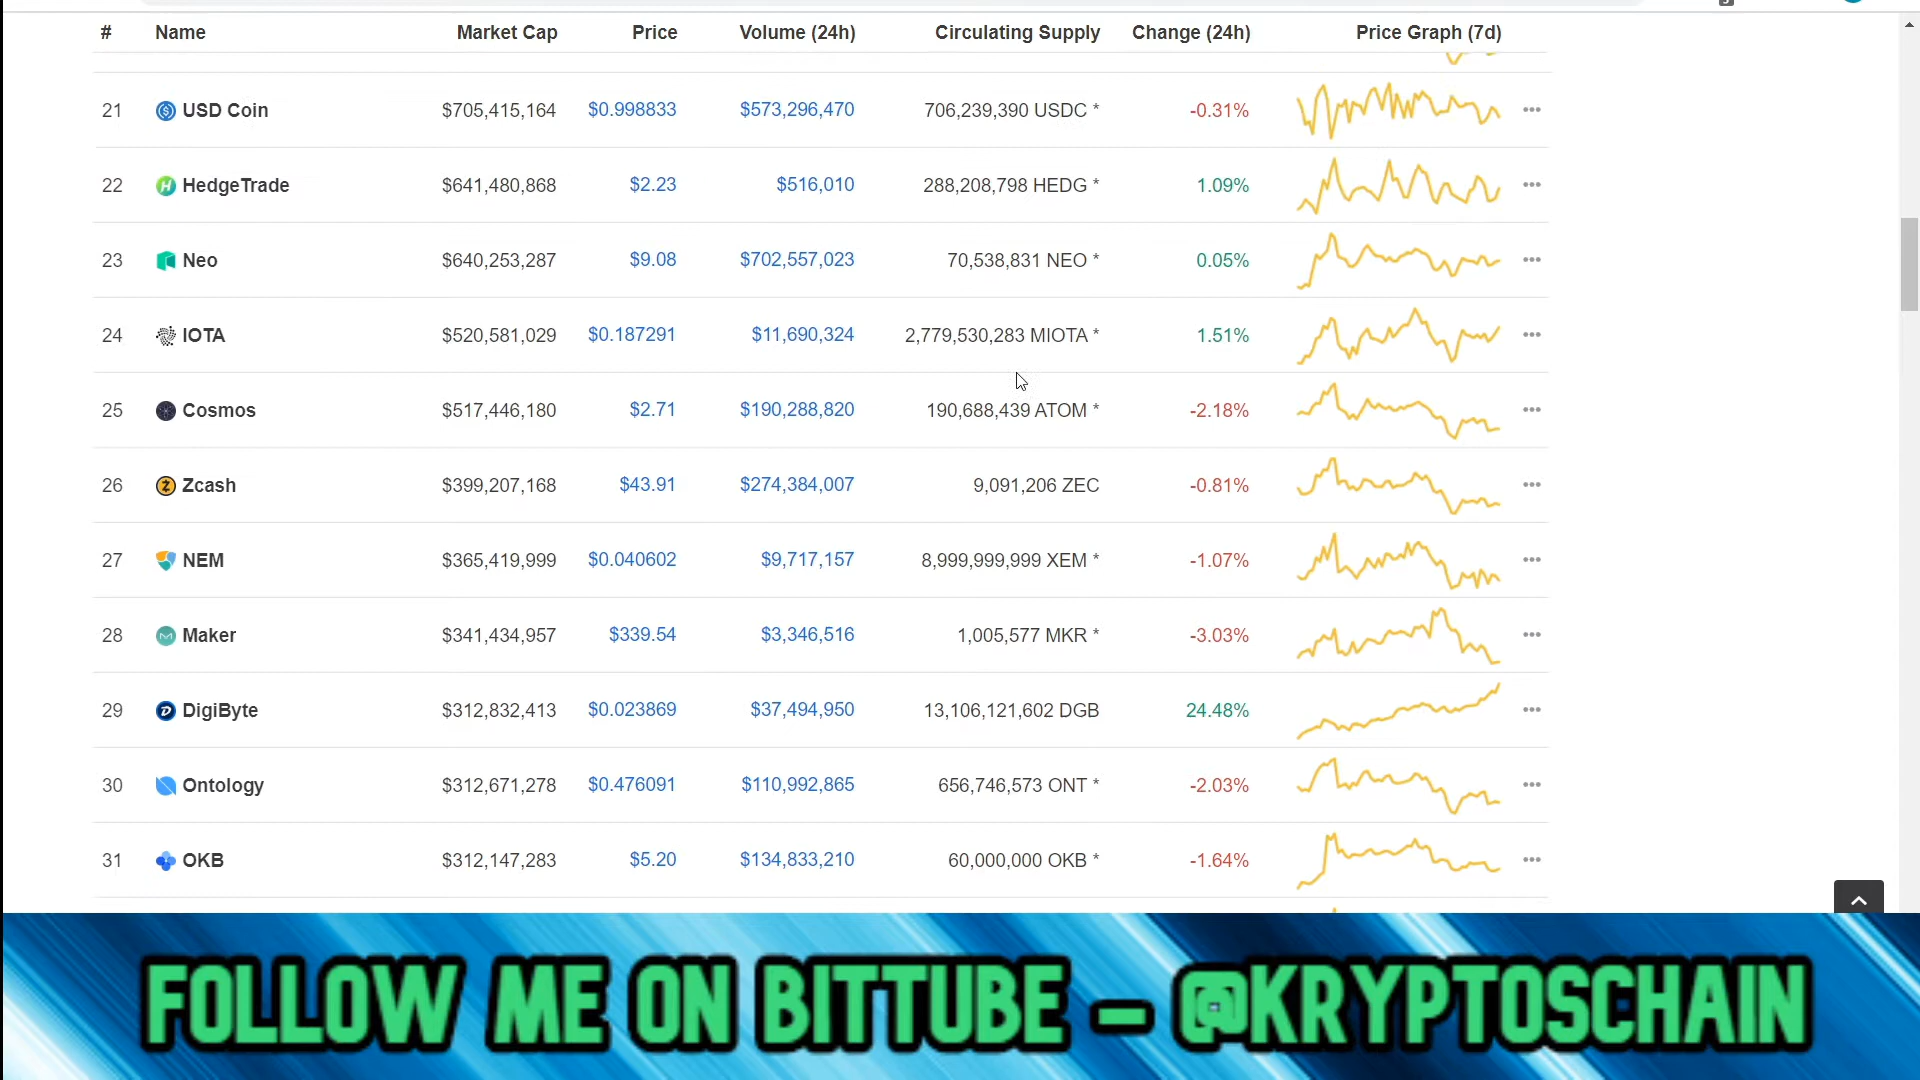 # Name Market Cap Price Volume (24h) Circulating Supply Change (24h) Price Graph (7d)
21 USD Coin $705,415,164 $0.998833 $573,296,470 706,239,390 USDC * -0.31%
22 HedgeTrade $641,480,868 $2.23 $516,010 288,208,798 HEDG * 1.09%
23 Neo $640,253,287 $9.08 $702,557,023 70,538,831 NEO * 0.05%
24 IOTA $520,581,029 $0.187291 $11,690,324 2,779,530,283 MIOTA * 1.51%
25 Cosmos $517,446,180 $2.71 $190,288,820 190,688,439 ATOM * -2.18%
26 Zcash $399,207,168 $43.91 $274,384,007 9,091,206 ZEC -0.81%
27 NEM $365,419,999 $0.040602 $9,717,157 8,999,999,999 XEM * -1.07%
28 Maker $341,434,957 $339.54 $3,346,516 1,005,577 MKR * -3.03%
29 DigiByte $312,832,413 $0.023869 $37,494,950 13,106,121,602 DGB 24.48%
30 Ontology $312,671,278 $0.476091 $110,992,865 656,746,573 ONT * -2.03%
31 OKB $312,147,283 $5.20 $134,833,210 60,000,000 OKB * -1.64%
FOLLOW ME ON BITTUBE - @KRYPTOSCHAIN